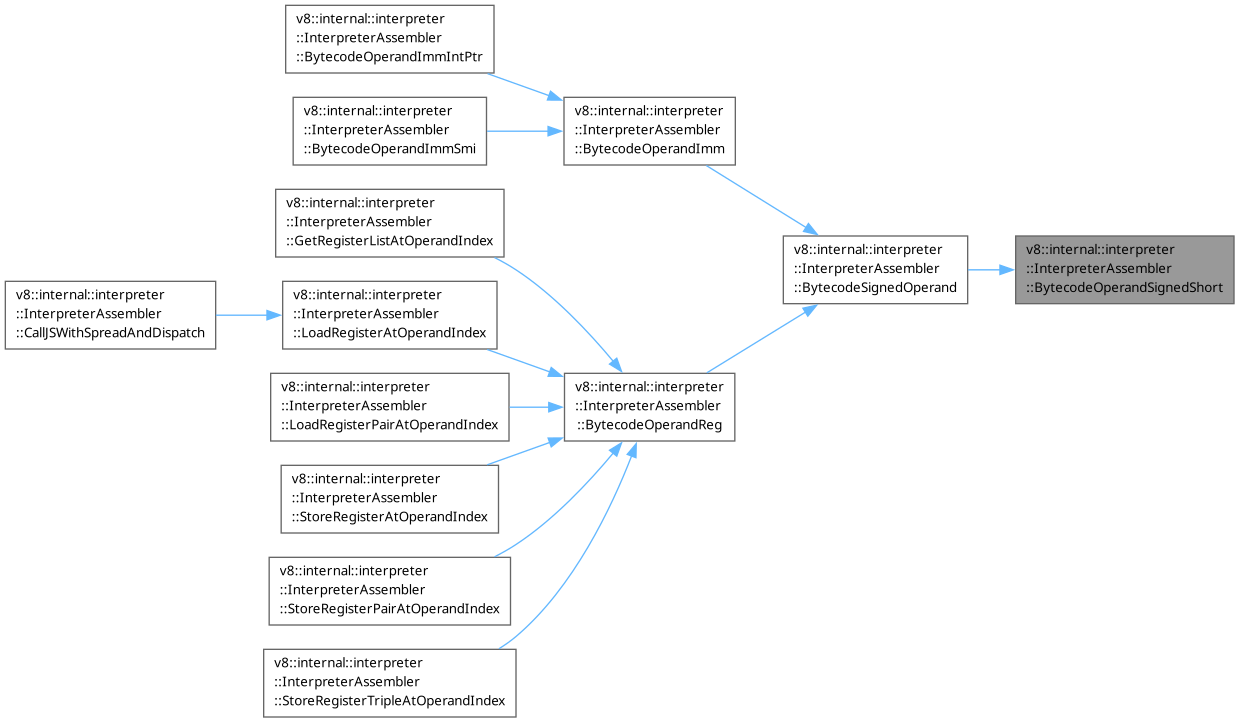 v8::internal::interpreter
::InterpreterAssembler
::BytecodeOperandImmIntPtr
v8::internal::interpreter
::InterpreterAssembler
::BytecodeOperandImmSmi
v8::internal::interpreter
::InterpreterAssembler
::BytecodeOperandImm
v8::internal::interpreter
::InterpreterAssembler
::GetRegisterListAtOperandIndex
v8::internal::interpreter
::InterpreterAssembler
::BytecodeSignedOperand
v8::internal::interpreter
::InterpreterAssembler
::BytecodeOperandSignedShort
v8::internal::interpreter
::InterpreterAssembler
::CallJSWithSpreadAndDispatch
v8::internal::interpreter
::InterpreterAssembler
::LoadRegisterAtOperandIndex
v8::internal::interpreter
::InterpreterAssembler
::LoadRegisterPairAtOperandIndex
v8::internal::interpreter
::InterpreterAssembler
::BytecodeOperandReg
v8::internal::interpreter
::InterpreterAssembler
::StoreRegisterAtOperandIndex
v8::internal::interpreter
::InterpreterAssembler
::StoreRegisterPairAtOperandIndex
v8::internal::interpreter
::InterpreterAssembler
::StoreRegisterTripleAtOperandIndex